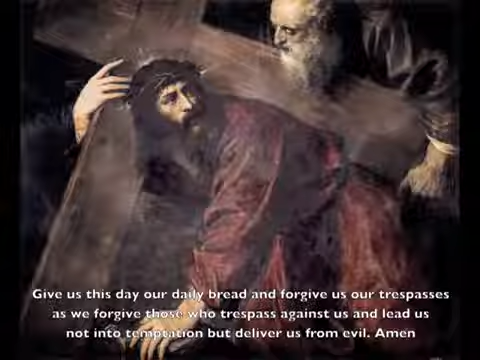 Give us this day our daily bread and forgive us our trespasses
as we forgive those who trespass against us and lead us
not into temptation but deliver us from evil. Amen